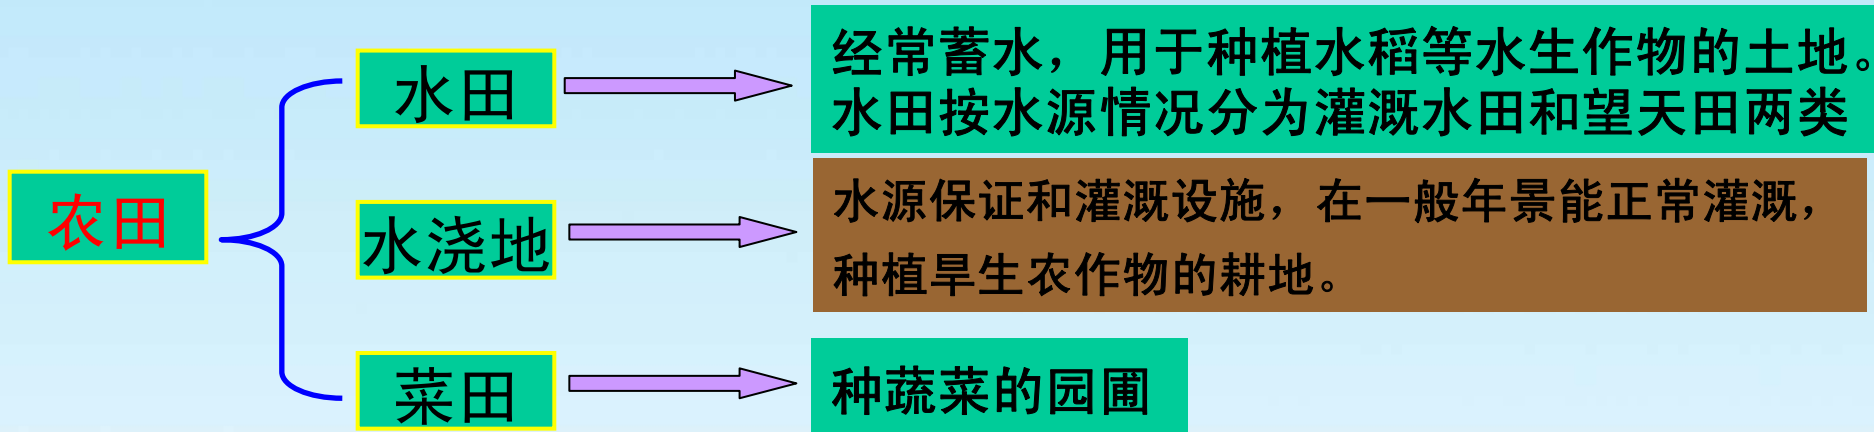 农田
水田
经常蓄水，用于种植水稻等水生作物的土地。
水田按水源情况分为灌溉水田和望天田两类
水浇地
水源保证和灌溉设施，在一般年景能正常灌溉，
种植旱生农作物的耕地。
菜田
种蔬菜的园圃